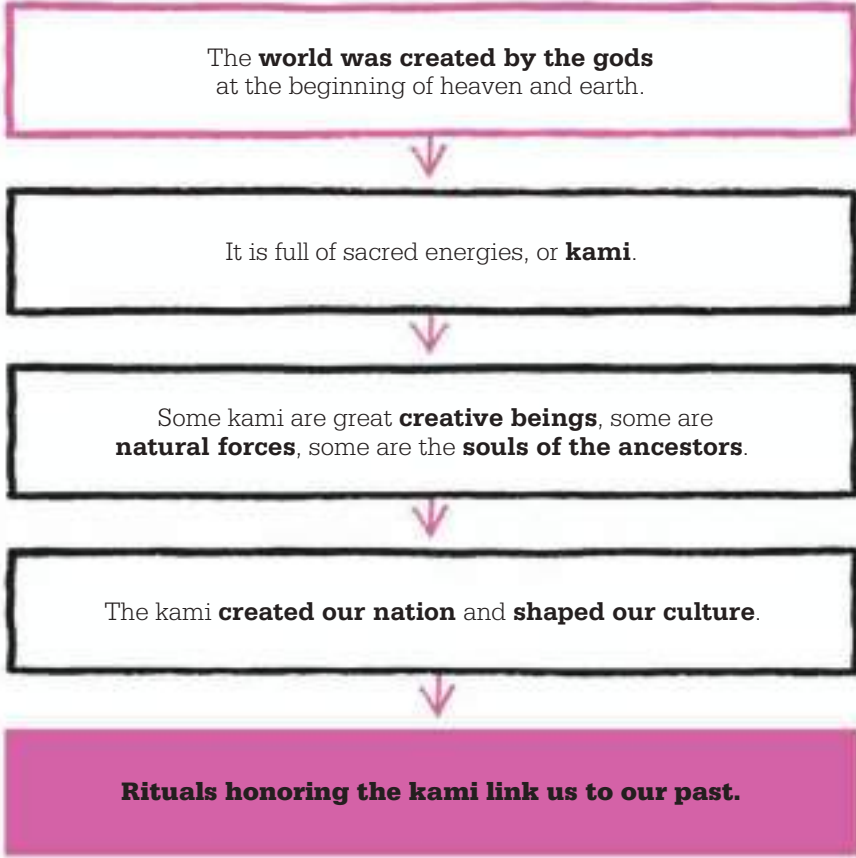 The world was created by the gods
at the beginning of heaven and earth.
It is full of sacred energies, or kami.
Some kami are great creative beings, some are
natural forces, some are the souls of the ancestors.
The kami created our nation and shaped our culture.
Rituals honoring the kami link us to our past.